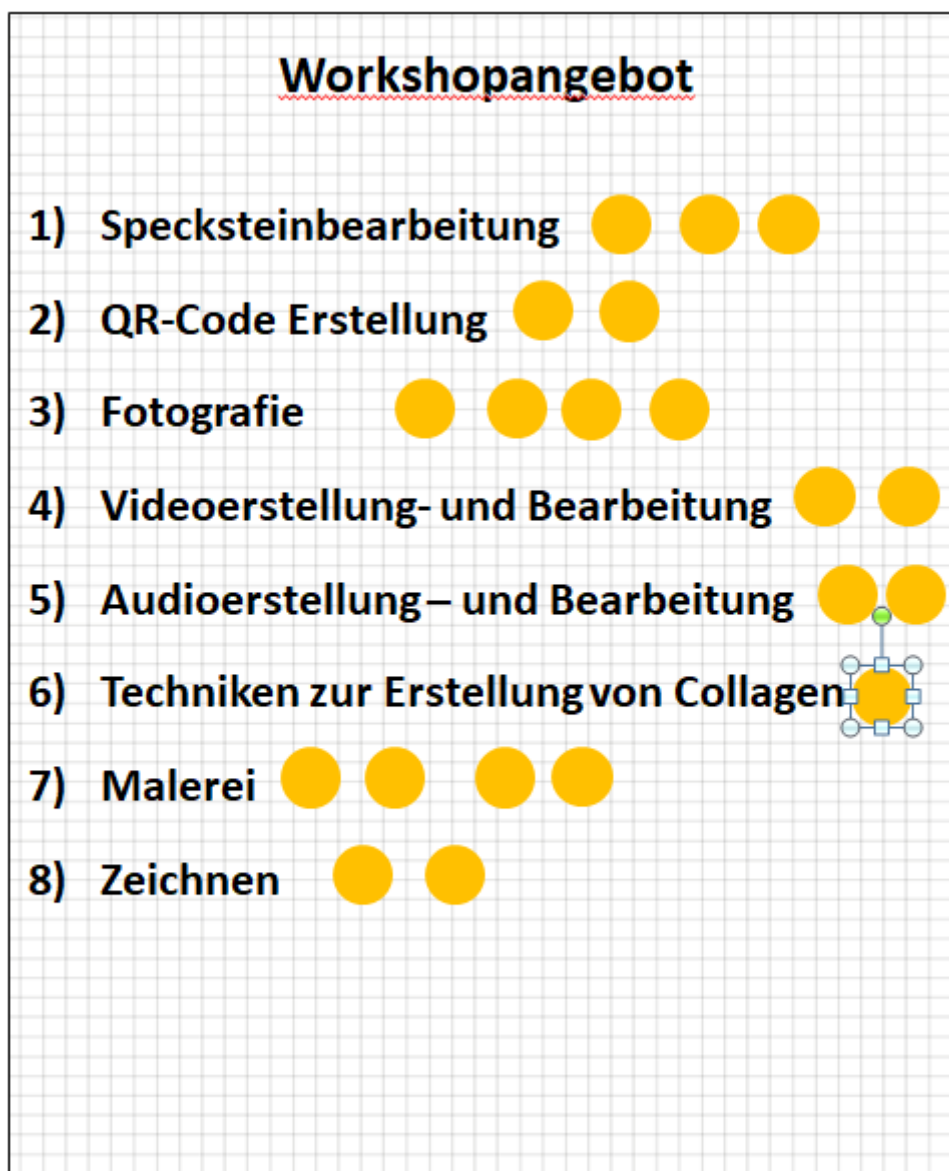 Workshopangebot
1) Specksteinbearbeitung
2) QR-Code Erstellung
3) Fotografie
4) Videoerstellung- und Bearbeitung
5) Audioerstellung – und Bearbeitung
6) Techniken zur Erstellung von Collagen
7) Malerei
8) Zeichnen